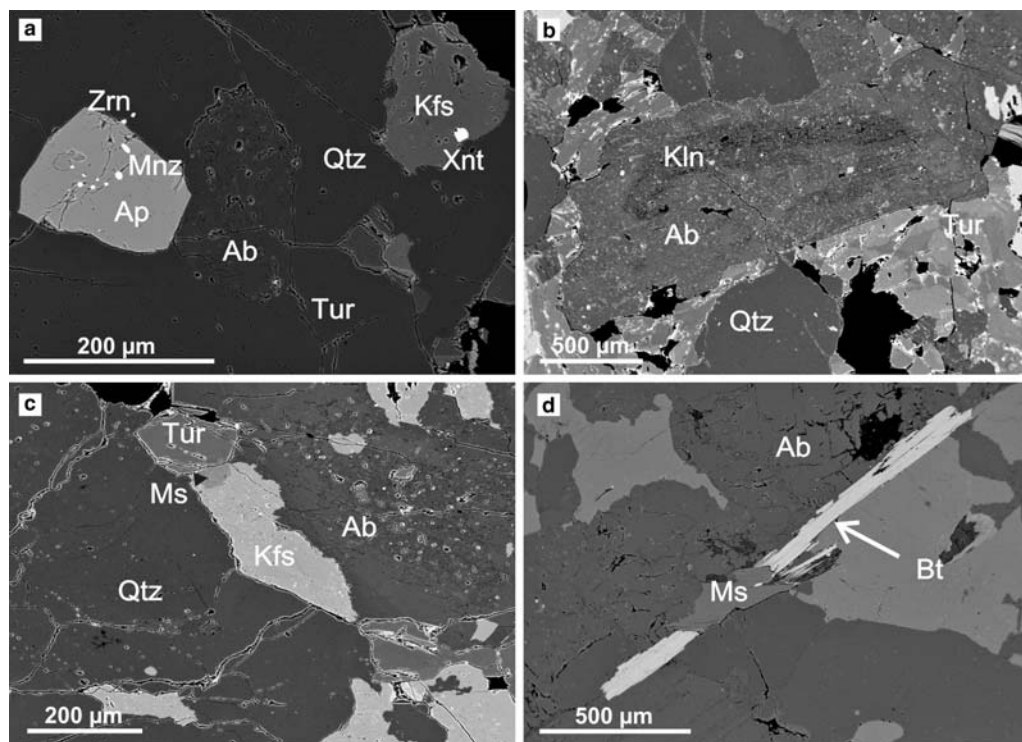 a
Zrn
Mnz
Ap
Ab
Qtz
Tur
Kfs
Xnt
200 μm
b
Kln
Ab
Tur
Qtz
500 μm
c
Tur
Ms
Kfs
Ab
Qtz
200 μm
d
Ab
Ms
Bt
500 μm